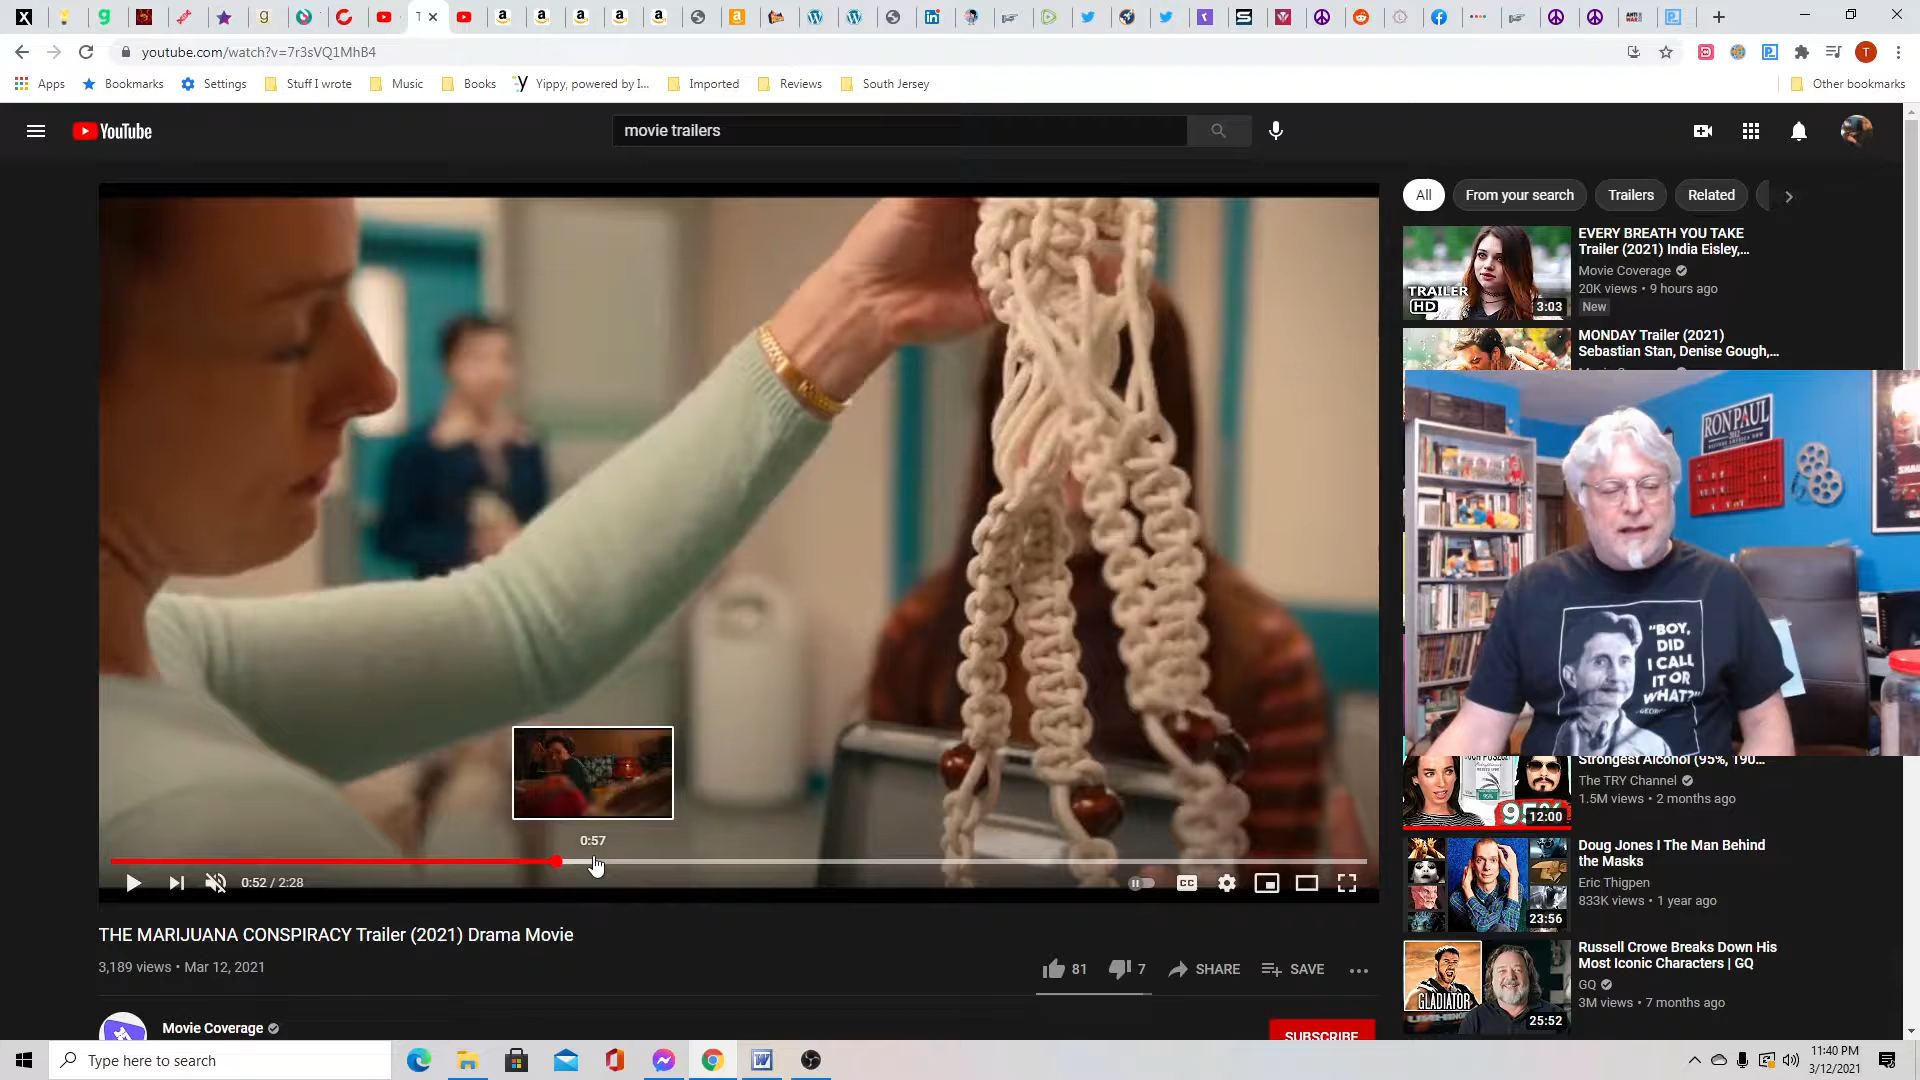 youtube.com/watch?v=7r3sVQ1MhB4
T
Apps
Bookmarks
Settings
Stuff I wrote
Music
Books
Yippy, powered by I...
Imported
Reviews
South Jersey
Other bookmarks
YouTube
movie trailers
All
From your search
Trailers
Related
EVERY BREATH YOU TAKE
Trailer (2021) India Eisley,...
Movie Coverage
20K views • 9 hours ago
New
TRAILER
HD
3:03
MONDAY Trailer (2021)
Sebastian Stan, Denise Gough,...
RON PAUL
"BOY,
DID
I CALL
IT OR
WHAT?"
Strongest Alcohol (95%, 190...
The TRY Channel
1.5M views • 2 months ago
12:00
Doug Jones I The Man Behind
the Masks
Eric Thigpen
833K views • 1 year ago
23:56
Russell Crowe Breaks Down His
Most Iconic Characters | GQ
GQ
3M views • 7 months ago
GLADIATOR
25:52
0:57
0:52 / 2:28
CC
THE MARIJUANA CONSPIRACY Trailer (2021) Drama Movie
3,189 views • Mar 12, 2021
81
7
SHARE
SAVE
Movie Coverage
SUBSCRIBE
Type here to search
11:40 PM
3/12/2021